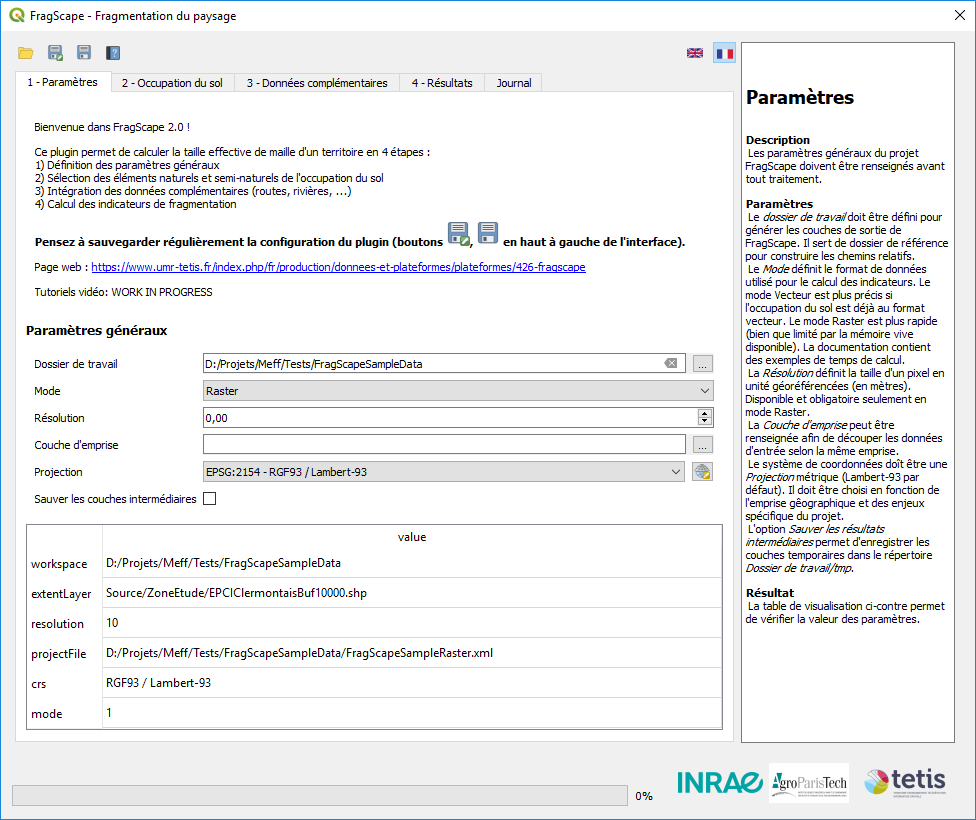 FragScape - Fragmentation du paysage
1 - Paramètres
2 - Occupation du sol
3 - Données complémentaires
4 - Résultats
Journal
Bienvenue dans FragScape 2.0 !
Ce plugin permet de calculer la taille effective de maille d'un territoire en 4 étapes :
1) Définition des paramètres généraux
2) Sélection des éléments naturels et semi-naturels de l'occupation du sol
3) Intégration des données complémentaires (routes, rivières, ...)
4) Calcul des indicateurs de fragmentation
Pensez à sauvegarder régulièrement la configuration du plugin (boutons , en haut à gauche de l'interface).
Page web : https://www.umr-tetis.fr/index.php/fr/production/donnees-et-plateformes/plateformes/426-fragscape
Tutoriels vidéo: WORK IN PROGRESS
Paramètres généraux
Dossier de travail D:/Projets/Meff/Tests/FragScapeSampleData ...
Mode Raster
Résolution 0,00
Couche d'emprise ...
Projection EPSG:2154 - RGF93 / Lambert-93
Sauver les couches intermédiaires
value
workspace D:/Projets/Meff/Tests/FragScapeSampleData
extentLayer Source/ZoneEtude/EPCIClermontaisBuf10000.shp
resolution 10
projectFile D:/Projets/Meff/Tests/FragScapeSampleData/FragScapeSampleRaster.xml
crs RGF93 / Lambert-93
mode 1
Paramètres
Description
Les paramètres généraux du projet
FragScape doivent être renseignés avant
tout traitement.
Paramètres
Le dossier de travail doit être défini pour
générer les couches de sortie de
FragScape. Il sert de dossier de référence
pour construire les chemins relatifs.
Le Mode définit le format de données
utilisé pour le calcul des indicateurs. Le
mode Vecteur est plus précis si
l'occupation du sol est déjà au format
vecteur. Le mode Raster est plus rapide
(bien que limité par la mémoire vive
disponible). La documentation contient
des exemples de temps de calcul.
La Résolution définit la taille d'un pixel en
unité géoréférencées (en mètres).
Disponible et obligatoire seulement en
mode Raster.
La Couche d'emprise peut être
renseignée afin de découper les données
d'entrée selon la même emprise.
Le système de coordonnées doît être une
Projection métrique (Lambert-93 par
défaut). Il doit être choisi en fonction de
l'emprise gêographique et des enjeux
spécifique du projet.
L'option Sauver les résultats
intermédiaires permet d'enregistrer les
couches temporaires dans le répertoire
Dossier de travail/tmp.
Résultat
La table de visualisation ci-contre permet
de vérifier la valeur des paramètres.
0%
INRAE
AgroParisTech
tetis